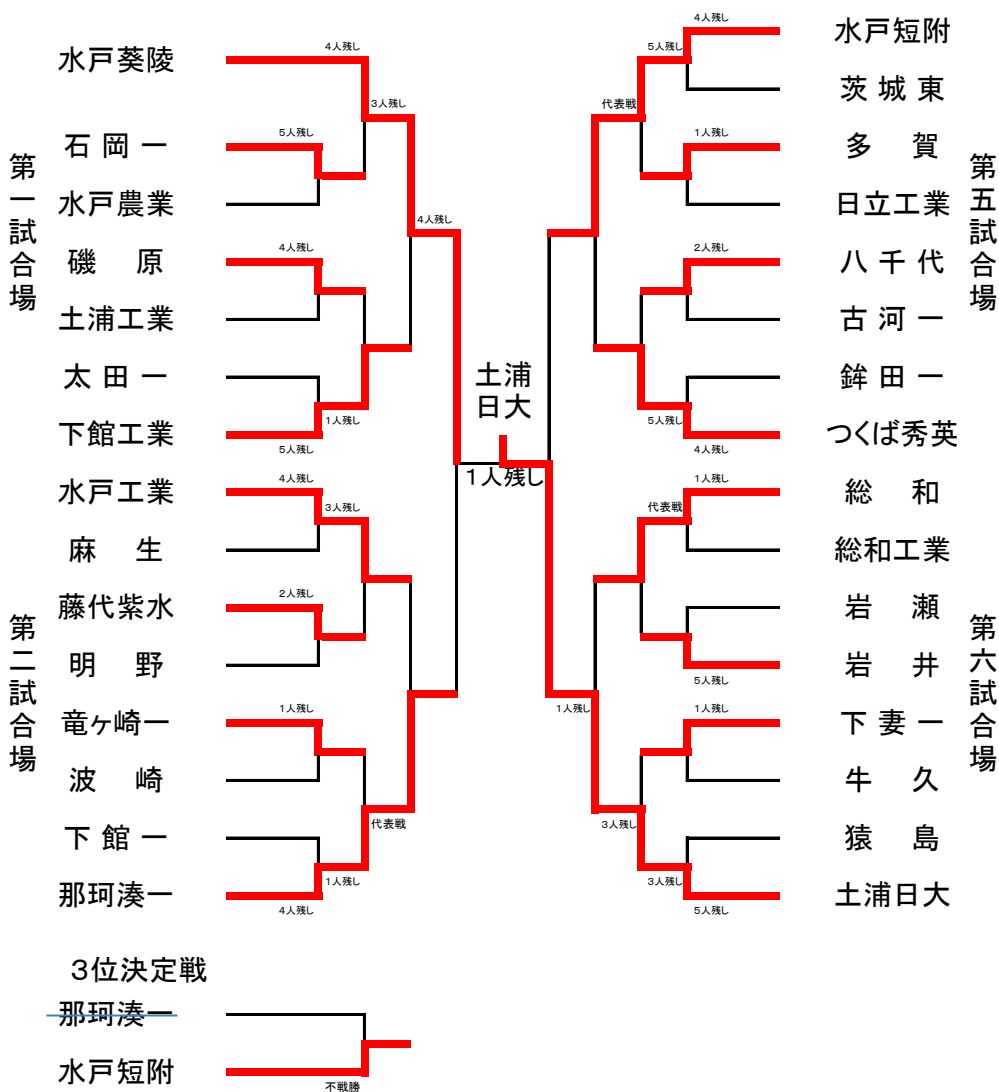 第一試合場
水戸葵陵
4人残し
3人残し
石岡一
5人残し
水戸農業
4人残し
磯原
4人残し
土浦工業
太田一
下館工業
1人残し
5人残し
第二試合場
水戸工業
4人残し
3人残し
麻生
藤代紫水
2人残し
明野
竜ヶ崎一
1人残し
波崎
代表戦
下館一
那珂湊一
1人残し
4人残し
土浦
日大
1人残し
第五試合場
4人残し
水戸短附
5人残し
茨城東
代表戦
1人残し
多賀
日立工業
2人残し
八千代
古河一
鉾田一
5人残し
つくば秀英
4人残し
第六試合場
1人残し
総和
代表戦
総和工業
岩瀬
岩井
5人残し
1人残し
1人残し
下妻一
牛久
3人残し
猿島
3人残し
土浦日大
5人残し
3位決定戦
那珂湊一
水戸短附
不戦勝